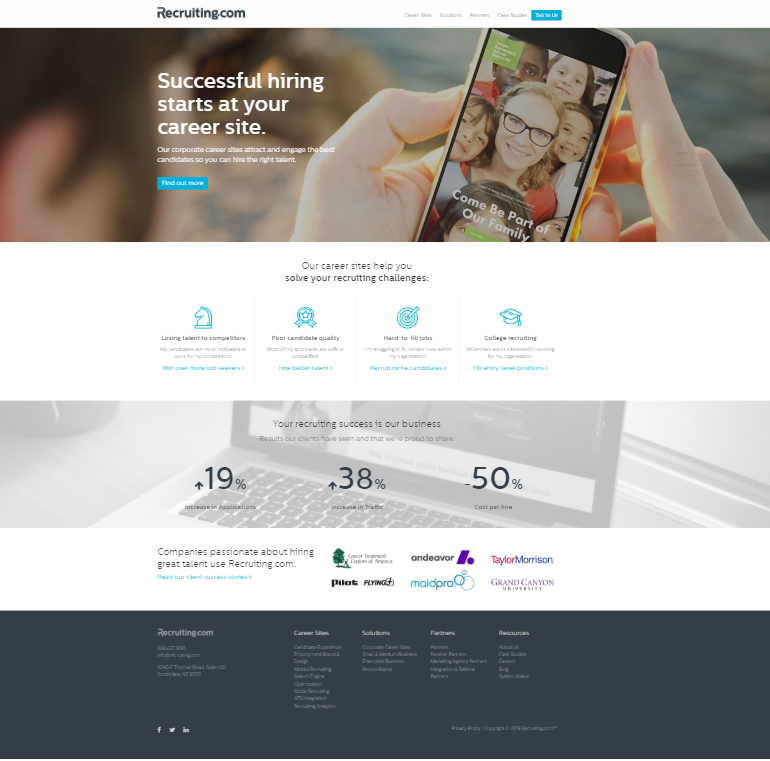 Recruiting.com
Career Sites Solutions Partners Case Studies Talk to Us
Successful hiring
starts at your
career site.
Our corporate career sites attract and engage the best
candidates so you can hire the right talent.
Find out more
Come Be Part of
Our Family
Our career sites help you
solve your recruiting challenges:
Losing talent to competitors
My candidates are more motivated to
work for my competitors.
Win over more job seekers ›
Poor candidate quality
Most of my applicants are unfit or
unqualified.
Hire better talent ›
Hard to fill jobs
I'm struggling to fill certain roles within
my organization.
Recruit niche candidates ›
College recruiting
Millennials aren't interested in working
for my organization.
Fill entry-level positions ›
Your recruiting success is our business
Results our clients have seen and that we're proud to share.
19%
Increase in Applications
38%
Increase in Traffic
-50%
Cost per hire
Companies passionate about hiring
great talent use Recruiting.com.
Read our client success stories ›
Cancer Treatment
Centers of America
andeavor
TaylorMorrison.
Pilot. FLYING J
maidpro
GRAND CANYON
UNIVERSITY
Recruiting.com
info@recruiting.com
6240 E Thomas Road, Suite 100
Scottsdale, AZ 85251
Career Sites
Candidate Experience
Employment Brand &
Design
Mobile Recruiting
Search Engine
Optimization
Social Recruiting
ATS Integration
Recruiting Analytics
Solutions
Corporate Career Sites
Small & Medium Business
Enterprise Business
Recruit Brand
Partners
Partners
Reseller Partners
Marketing Agency Partners
Integration & Referral
Partners
Resources
About Us
Case Studies
Careers
Blog
System Status
Privacy Policy | Copyright © 2019 Recruiting.com™